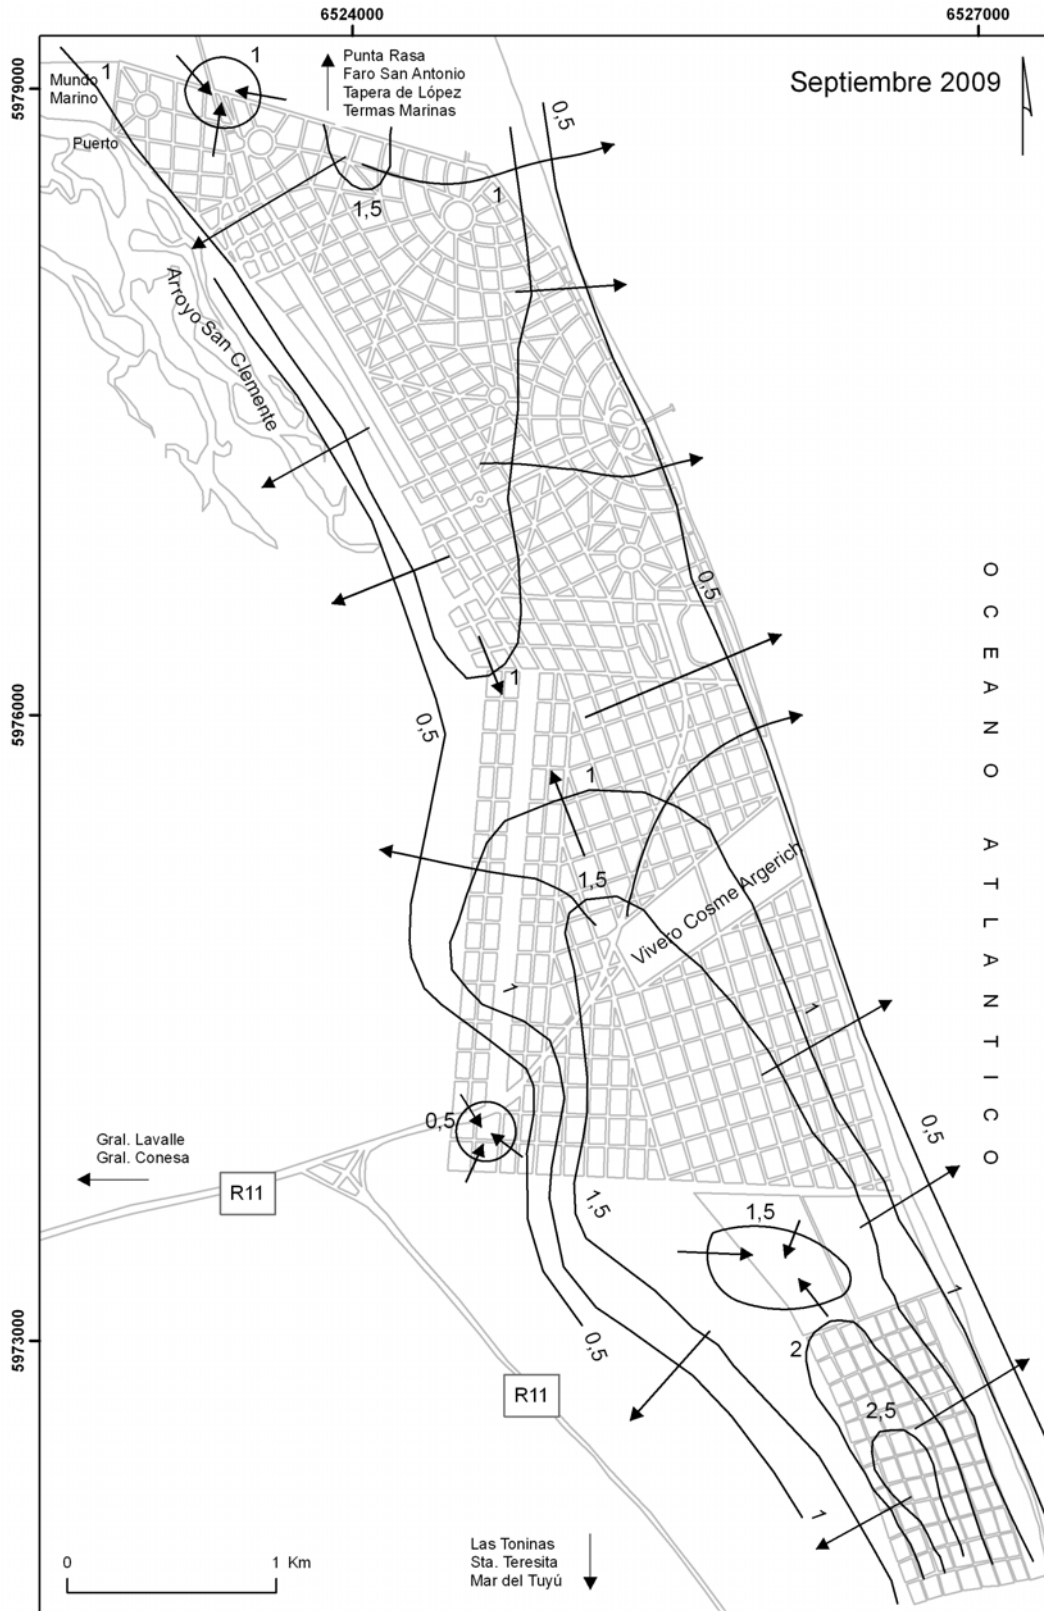 6524000
6527000
5979000
5976000
5973000
Septiembre 2009
Mundo
Marino
Puerto
Punta Rasa
Faro San Antonio
Tapera de López
Termas Marinas
1
1
1,5
1
0,5
Arroyo San Clemente
0,5
1
0,5
1
1,5
Vivero Cosme Argerich
OCEANO ATLANTICO
1
1
0,5
0,5
Gral. Lavalle
Gral. Conesa
R11
1,5
1,5
1
0,5
2
R11
2,5
1
Las Toninas
Sta. Teresita
Mar del Tuyú
0 1 Km